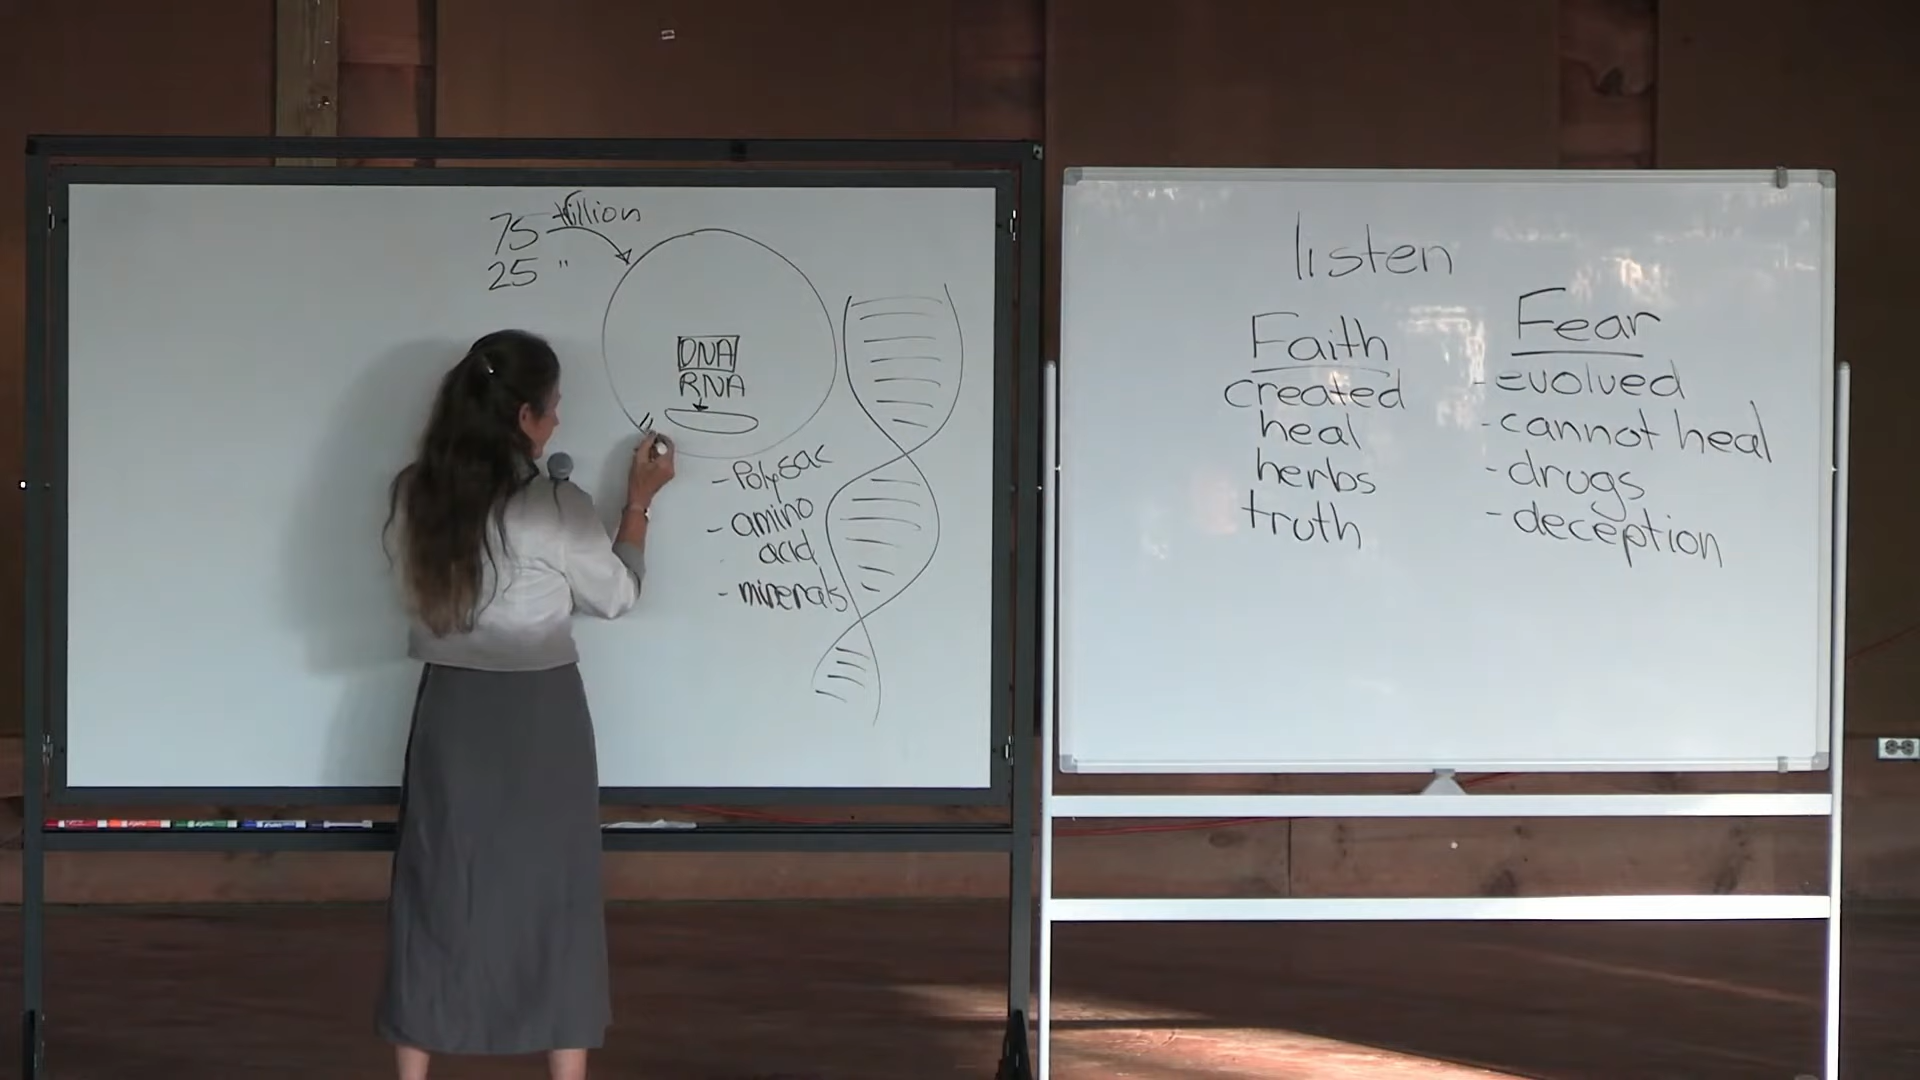 75 trillion
25 "
DNA
RNA
- Polysac
- amino
acid
- minerals
listen
Faith
created
heal
herbs
truth
Fear
- evolved
- cannot heal
- drugs
- deception